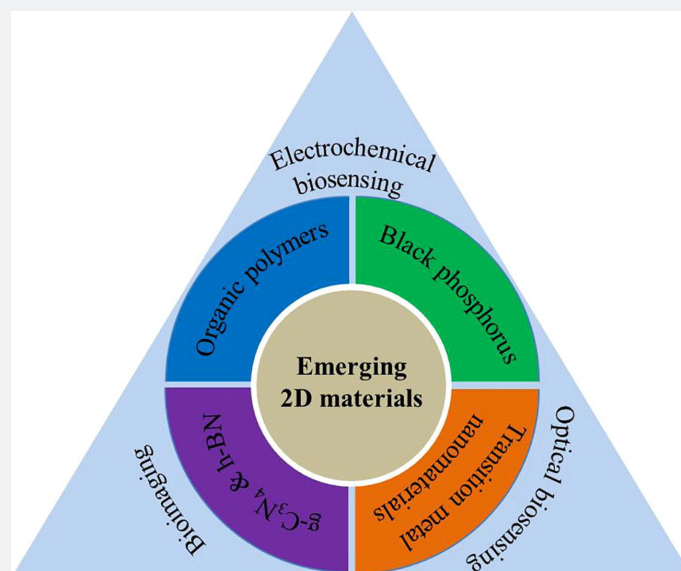 Electrochemical
biosensing
Organic polymers
Black phosphorus
Emerging
2D materials
g-C₃N₄ & h-BN
Transition metal
nanomaterials
Bioimaging
Optical biosensing